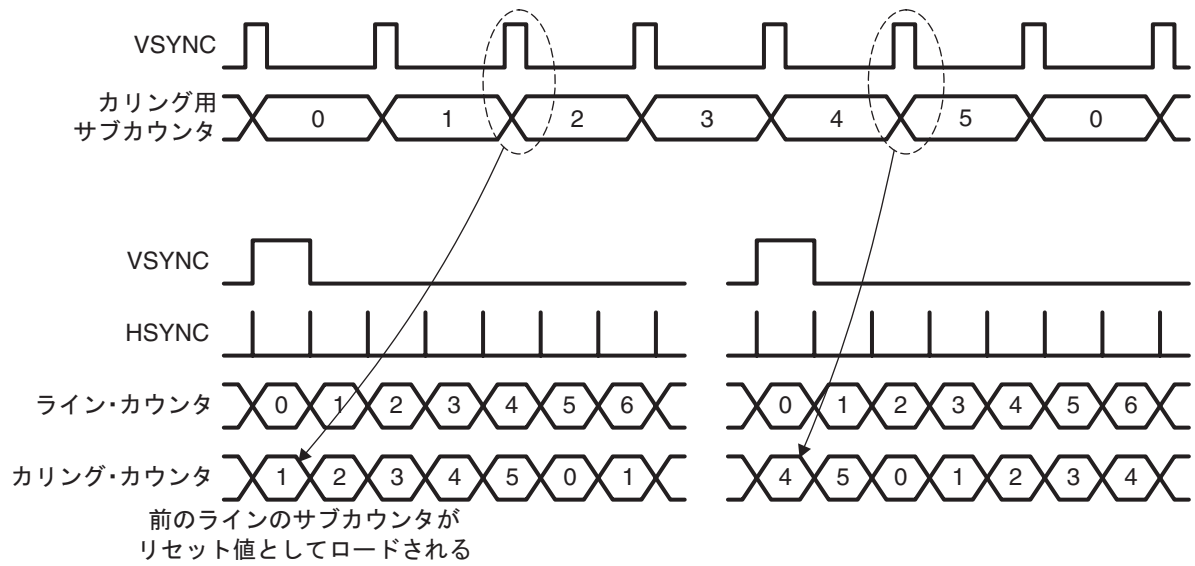 VSYNC
カリング用
サブカウンタ
0 1 2 3 4 5 0
VSYNC
HSYNC
ライン・カウンタ
0 1 2 3 4 5 6
0 1 2 3 4 5 6
カリング・カウンタ
1 2 3 4 5 0 1
4 5 0 1 2 3 4
前のラインのサブカウンタが
リセット値としてロードされる